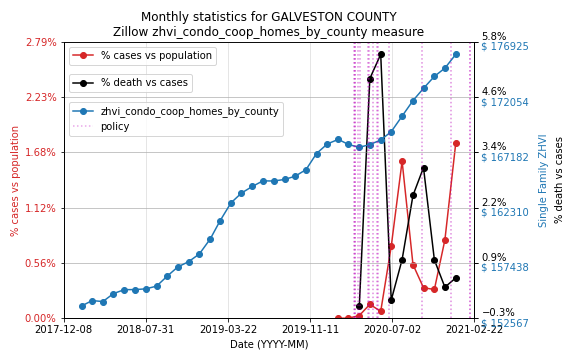 Monthly statistics for GALVESTON COUNTY
Zillow zhvi_condo_coop_homes_by_county measure
% cases vs population
% death vs cases
zhvi_condo_coop_homes_by_county
policy
2.79%
2.23%
1.68%
1.12%
0.56%
0.00%
% cases vs population
5.8%
$ 176925
4.6%
$ 172054
3.4%
$ 167182
2.2%
$ 162310
0.9%
$ 157438
−0.3%
$ 152567
Single Family ZHVI
% death vs cases
2017-12-08
2018-07-31
2019-03-22
2019-11-11
2020-07-02
2021-02-22
Date (YYYY-MM)